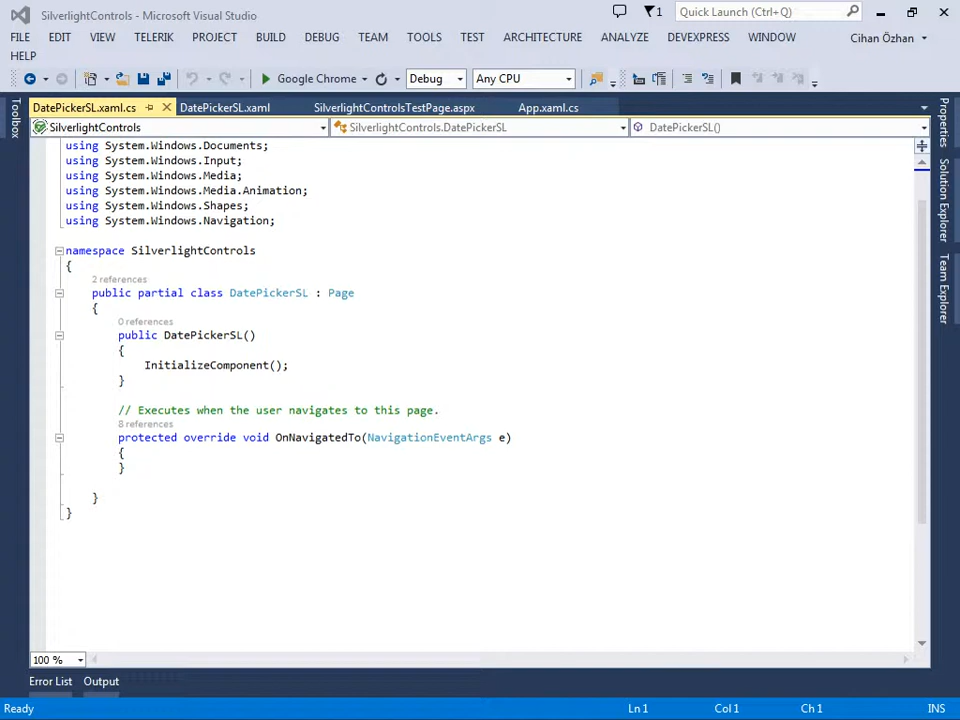 SilverlightControls - Microsoft Visual Studio
1
Quick Launch (Ctrl+Q)
FILE EDIT VIEW TELERIK PROJECT BUILD DEBUG TEAM TOOLS TEST ARCHITECTURE ANALYZE DEVEXPRESS WINDOW
Cihan Özhan
HELP
Google Chrome Debug Any CPU
DatePickerSL.xaml.cs DatePickerSL.xaml SilverlightControlsTestPage.aspx App.xaml.cs
SilverlightControls SilverlightControls.DatePickerSL DatePickerSL()
Toolbox
Properties
Solution Explorer
Team Explorer
using System.Windows.Documents;
using System.Windows.Input;
using System.Windows.Media;
using System.Windows.Media.Animation;
using System.Windows.Shapes;
using System.Windows.Navigation;
namespace SilverlightControls
{
2 references
public partial class DatePickerSL : Page
{
0 references
public DatePickerSL()
{
InitializeComponent();
}
// Executes when the user navigates to this page.
8 references
protected override void OnNavigatedTo(NavigationEventArgs e)
{
}
}
}
100 %
Error List Output
Ready Ln 1 Col 1 Ch 1 INS